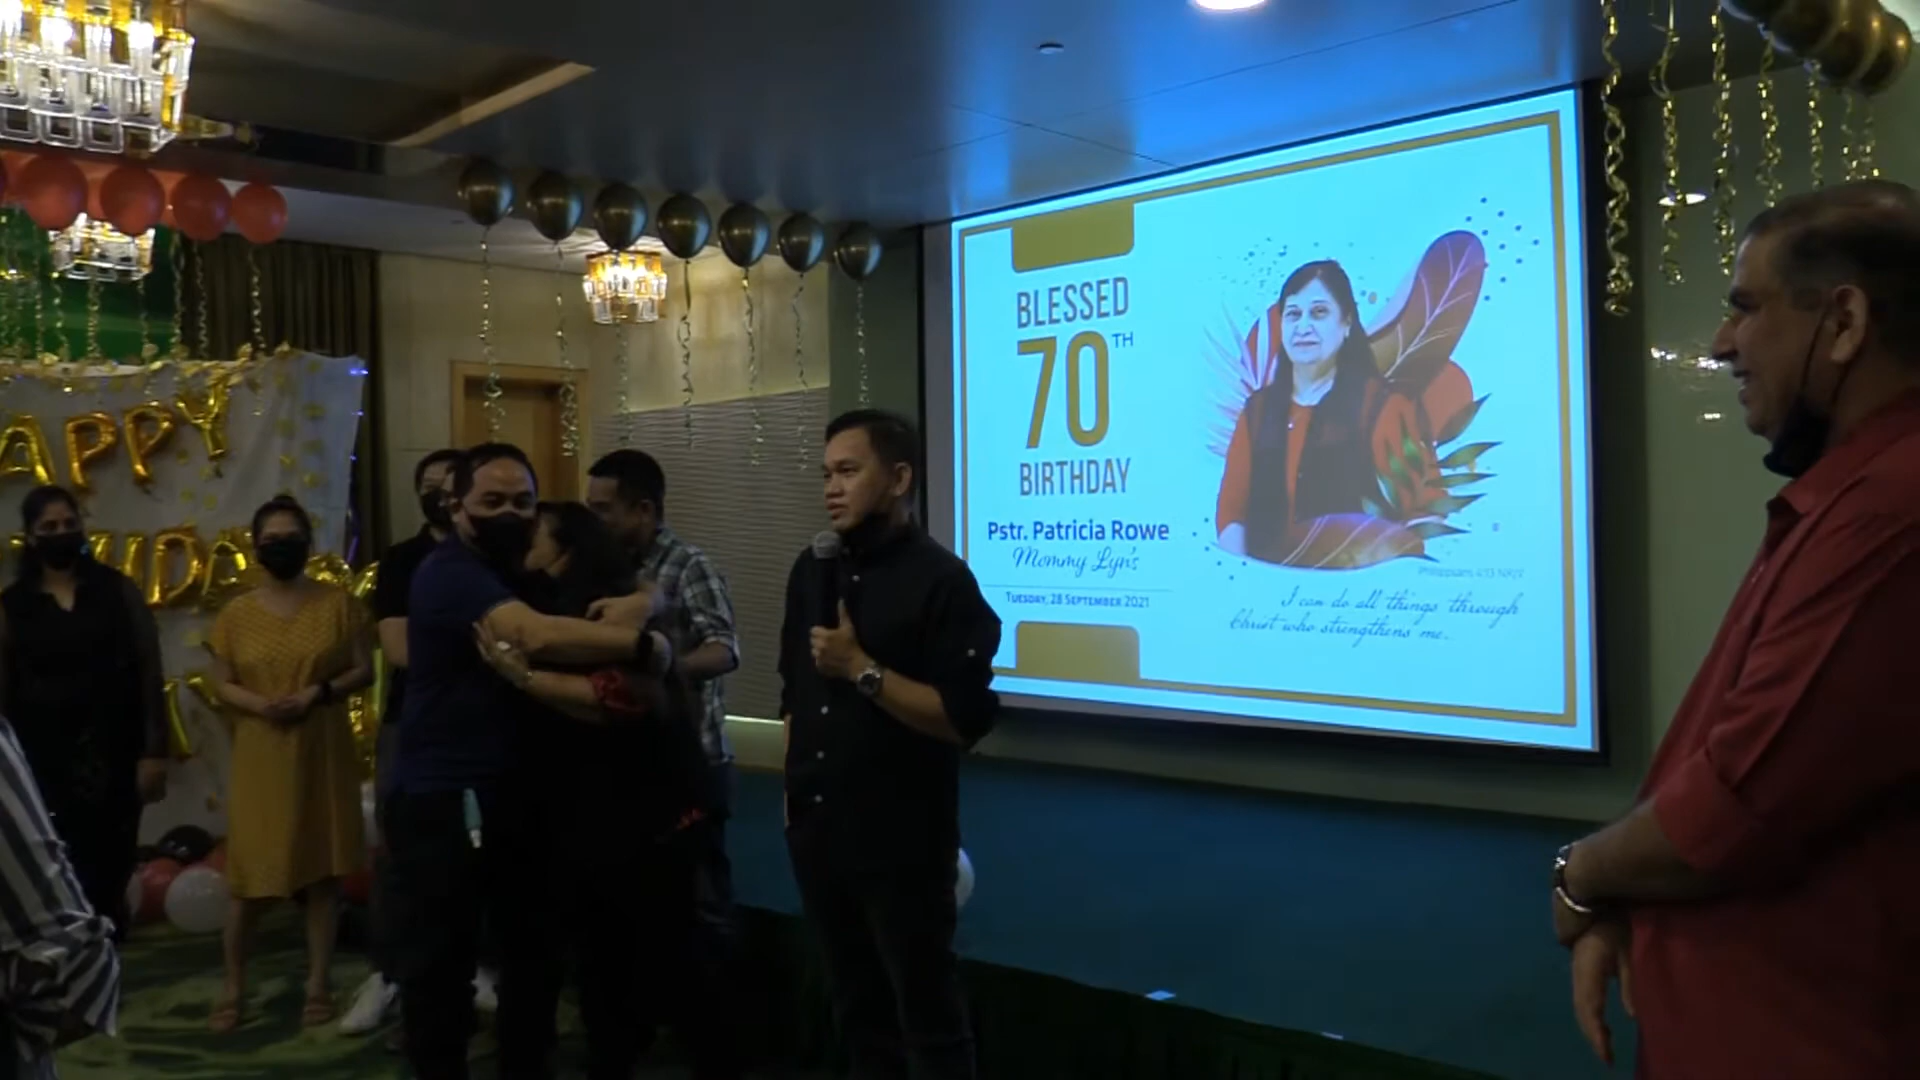 APPY
BLESSED
70TH
BIRTHDAY
Pstr. Patricia Rowe
Mommy Lyn's
TUESDAY, 28 SEPTEMBER 2021
Philippians 4:13 NKJV
I can do all things through
Christ who strengthens me.